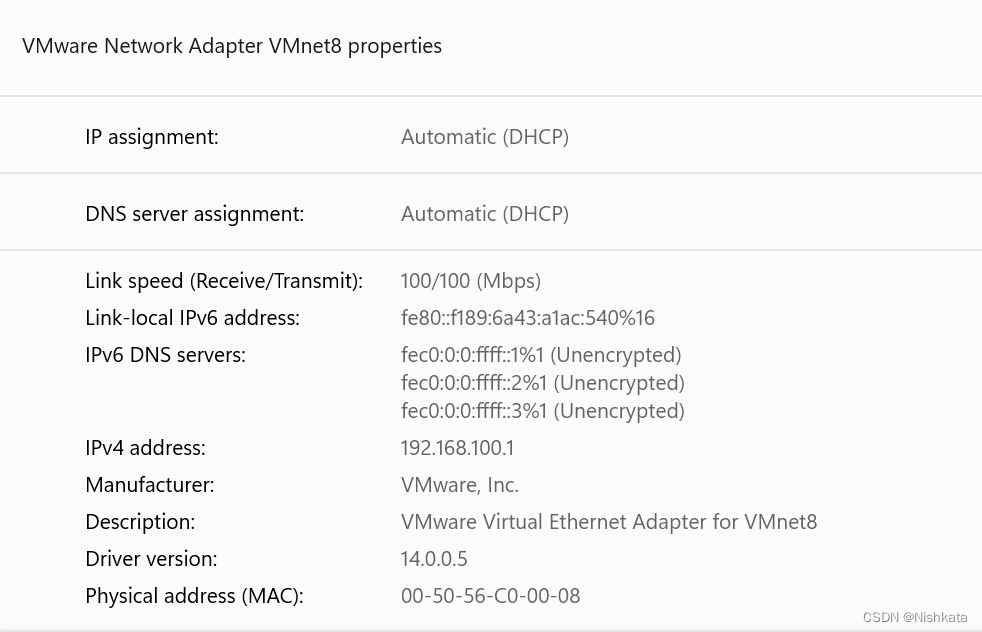 VMware Network Adapter VMnet8 properties
IP assignment: Automatic (DHCP)
DNS server assignment: Automatic (DHCP)
Link speed (Receive/Transmit): 100/100 (Mbps)
Link-local IPv6 address: fe80::f189:6a43:a1ac:540%16
IPv6 DNS servers: fec0:0:0:ffff::1%1 (Unencrypted)
fec0:0:0:ffff::2%1 (Unencrypted)
fec0:0:0:ffff::3%1 (Unencrypted)
IPv4 address: 192.168.100.1
Manufacturer: VMware, Inc.
Description: VMware Virtual Ethernet Adapter for VMnet8
Driver version: 14.0.0.5
Physical address (MAC): 00-50-56-C0-00-08
CSDN @Nishkata